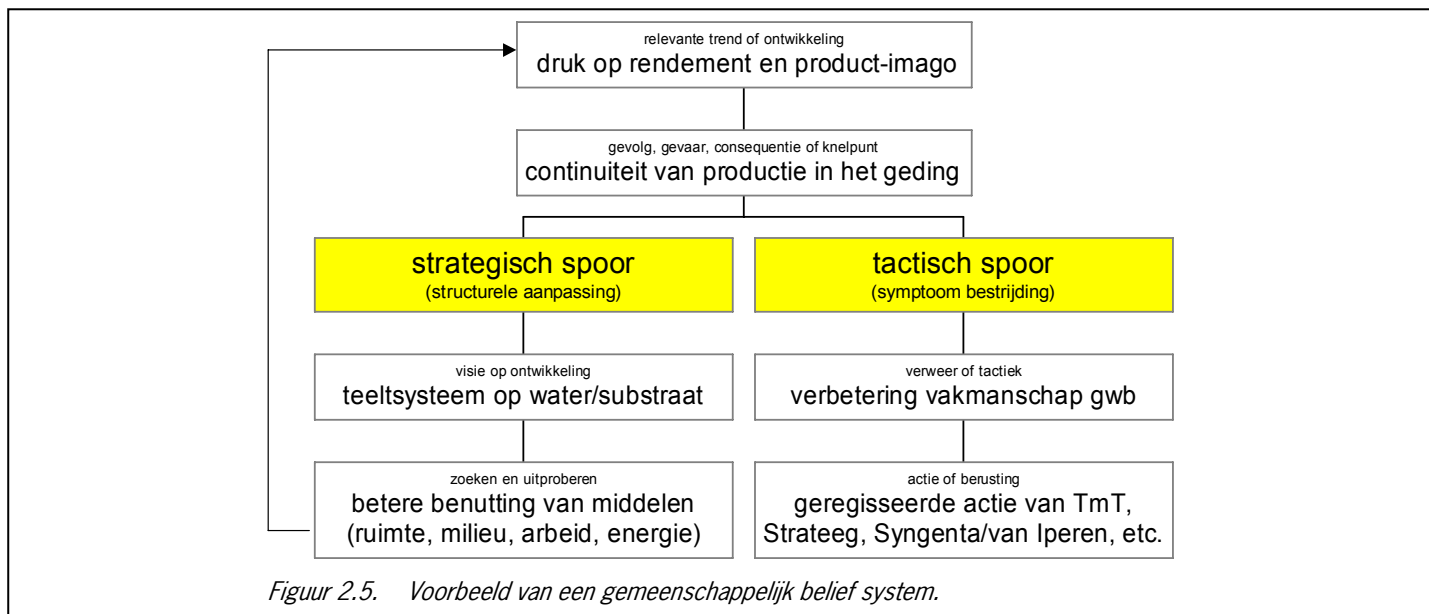 relevante trend of ontwikkeling
druk op rendement en product-imago
gevolg, gevaar, consequentie of knelpunt
continuiteit van productie in het geding
strategisch spoor
(structurele aanpassing)
tactisch spoor
(symptoom bestrijding)
visie op ontwikkeling
teeltsysteem op water/substraat
verweer of tactiek
verbetering vakmanschap gwb
zoeken en uitproberen
betere benutting van middelen
(ruimte, milieu, arbeid, energie)
actie of berusting
geregisseerde actie van TmT,
Strateeg, Syngenta/van Iperen, etc.
Figuur 2.5. Voorbeeld van een gemeenschappelijk belief system.